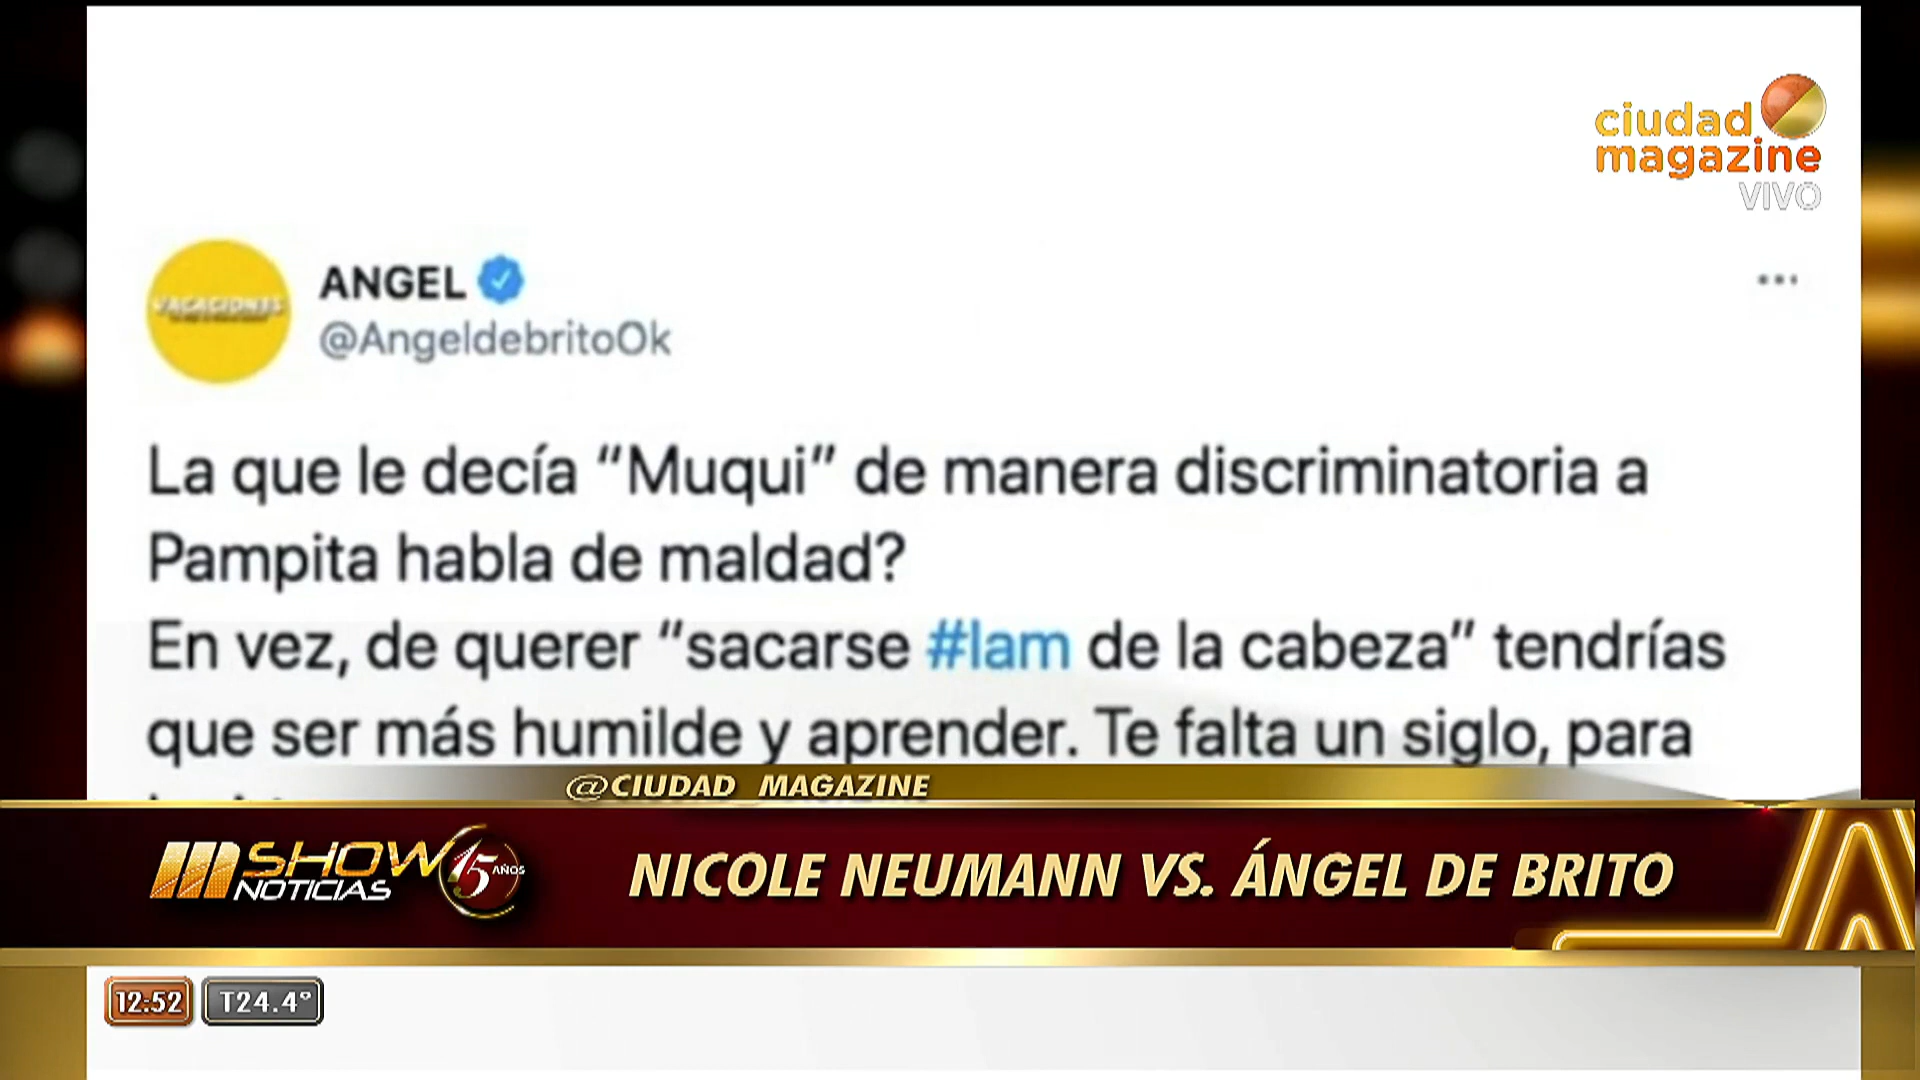 ciudad
magazine
VIVO
VACACIONES
ANGEL
@AngeldebritoOk
La que le decía “Muqui” de manera discriminatoria a
Pampita habla de maldad?
En vez, de querer “sacarse #lam de la cabeza” tendrías
que ser más humilde y aprender. Te falta un siglo, para
@CIUDAD_MAGAZINE
SHOW
NOTICIAS
15 AÑOS
NICOLE NEUMANN VS. ÁNGEL DE BRITO
12:52
T24.4°